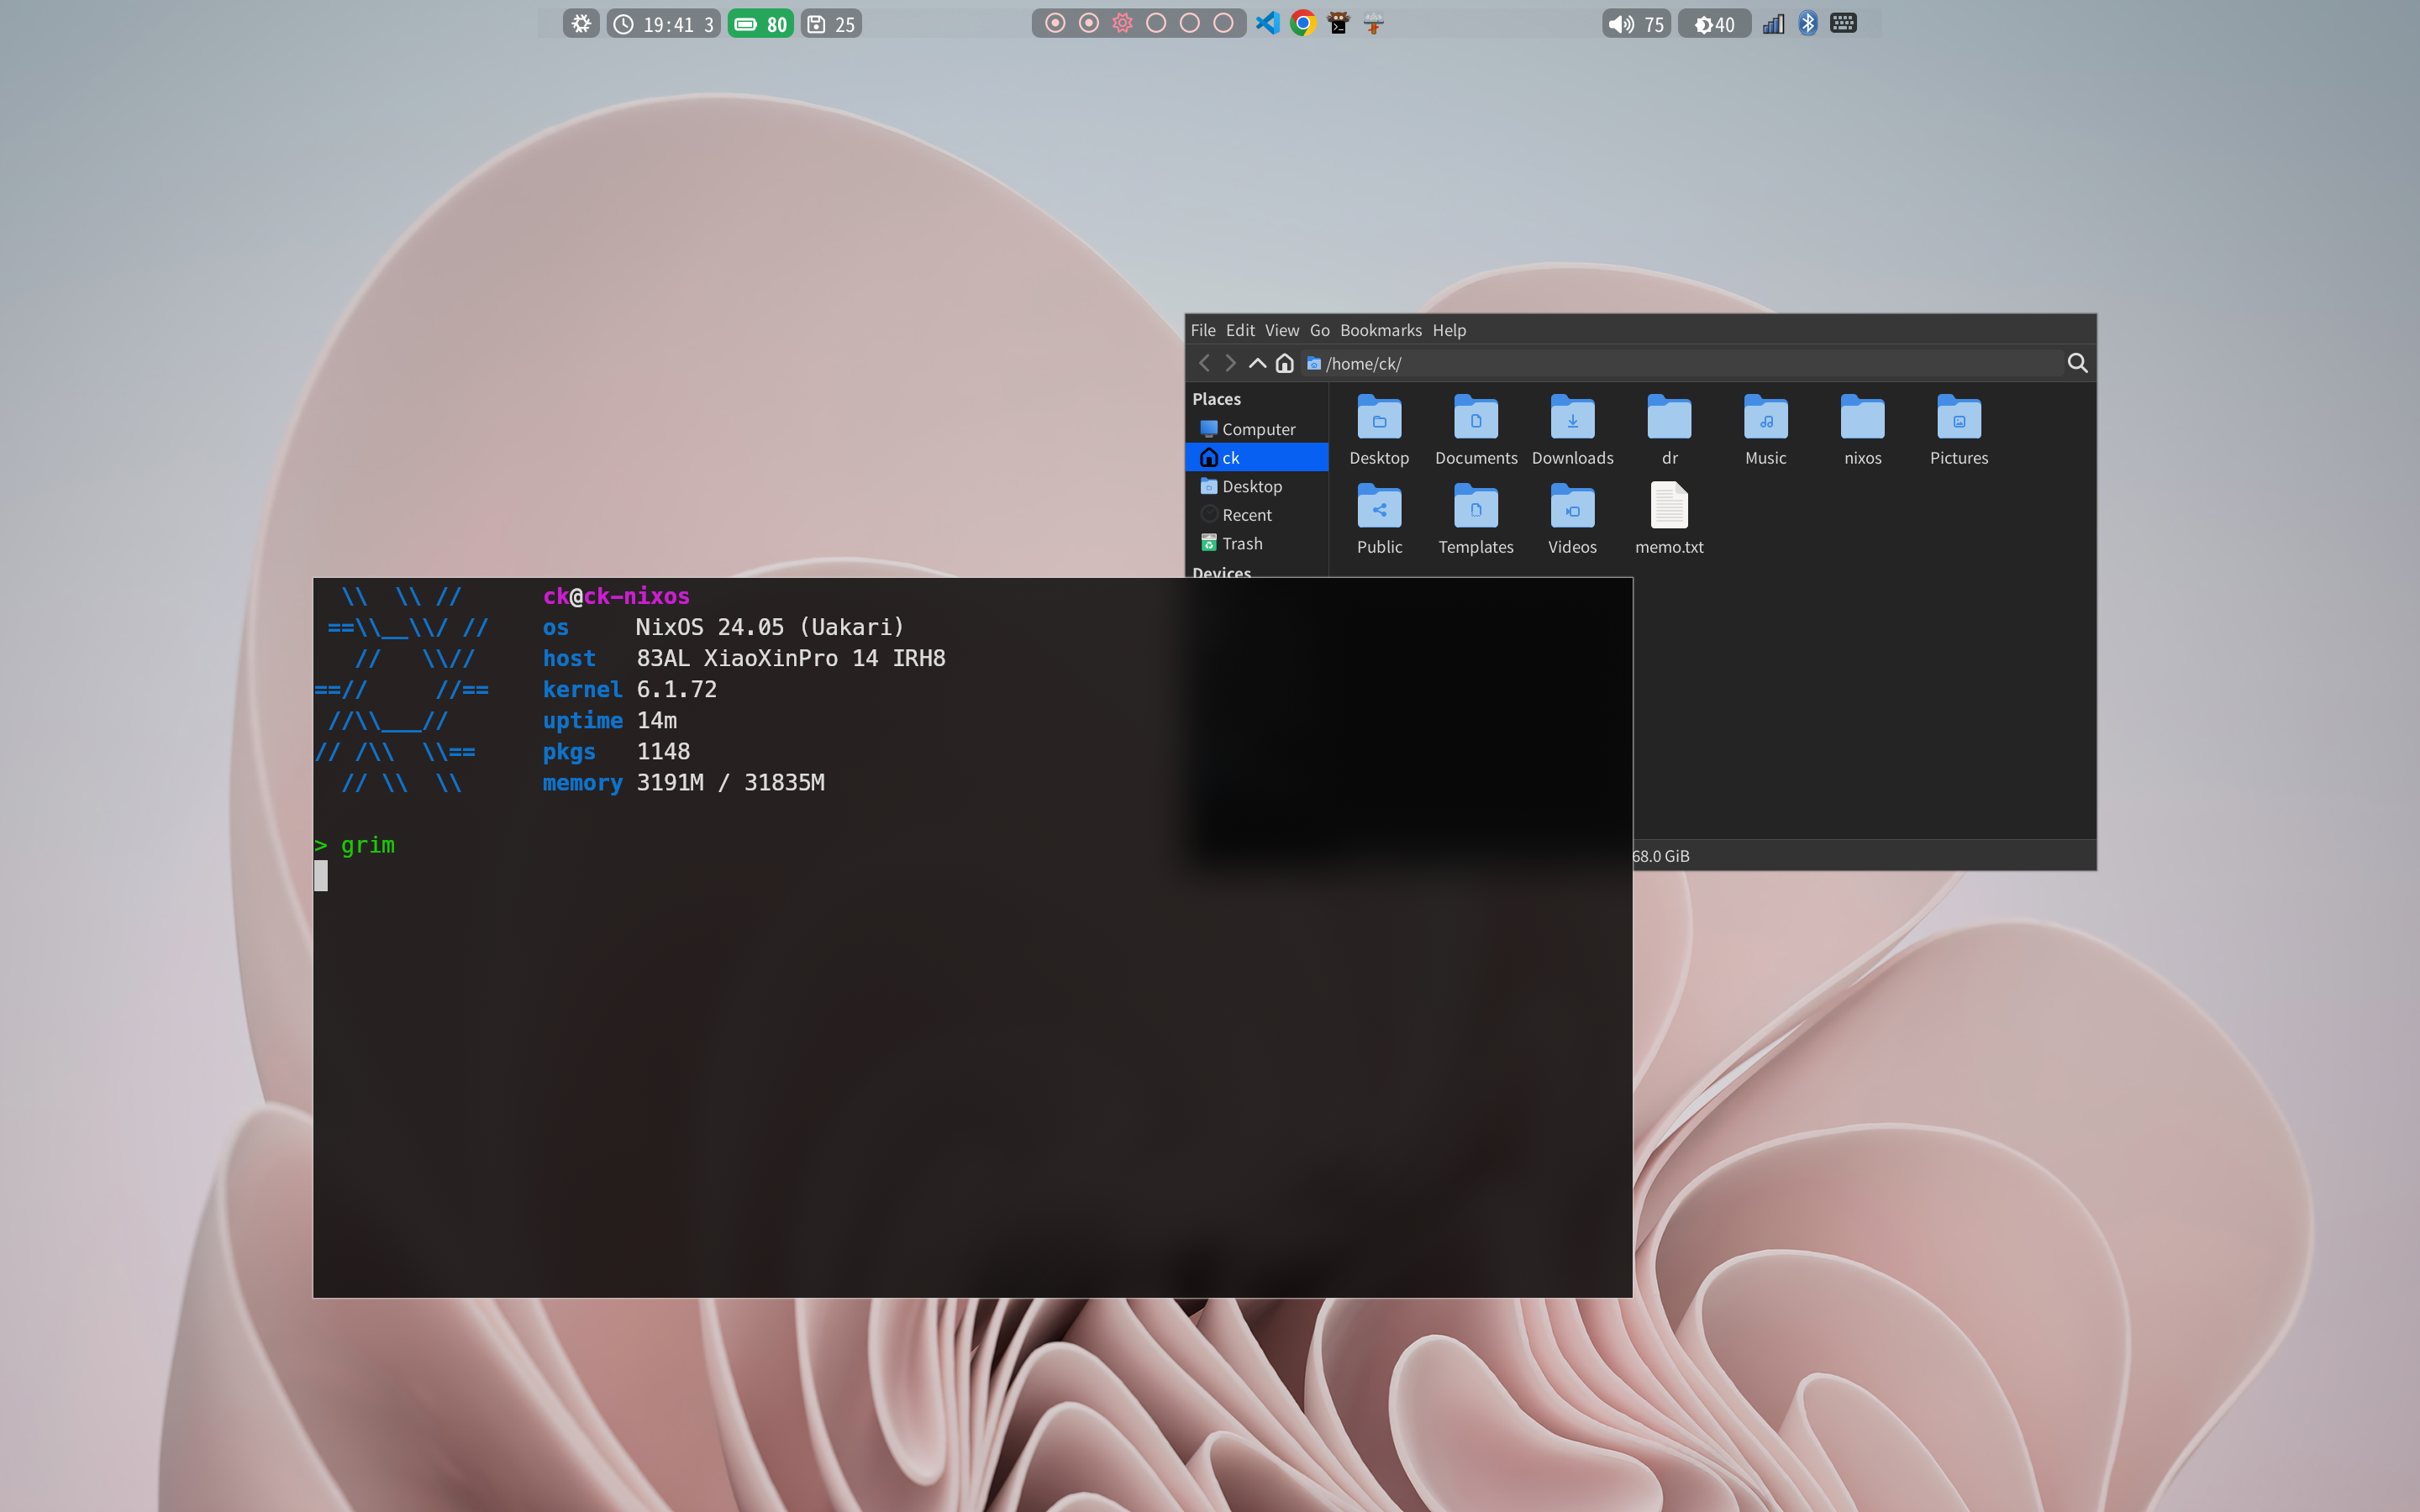 19:41 3 80 25 75 40
File Edit View Go Bookmarks Help
/home/ck/
Places
Computer
ck
Desktop
Recent
Trash
Devices
Desktop Documents Downloads dr Music nixos Pictures
Public Templates Videos memo.txt
68.0 GiB
\\  \\ //     ck@ck-nixos
==\\__\\/ //   os     NixOS 24.05 (Uakari)
//   \\//    host   83AL XiaoXinPro 14 IRH8
==//     //==   kernel 6.1.72
//\\___//      uptime 14m
// /\\  \\==    pkgs   1148
// \\  \\     memory 3191M / 31835M
> grim